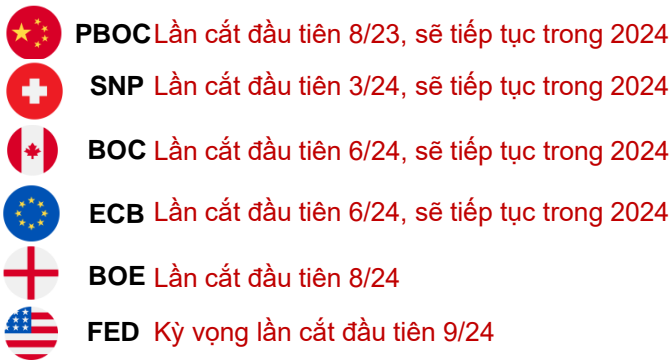 PBOC Lần cắt đầu tiên 8/23, sẽ tiếp tục trong 2024
SNP Lần cắt đầu tiên 3/24, sẽ tiếp tục trong 2024
BOC Lần cắt đầu tiên 6/24, sẽ tiếp tục trong 2024
ECB Lần cắt đầu tiên 6/24, sẽ tiếp tục trong 2024
BOE Lần cắt đầu tiên 8/24
FED Kỳ vọng lần cắt đầu tiên 9/24